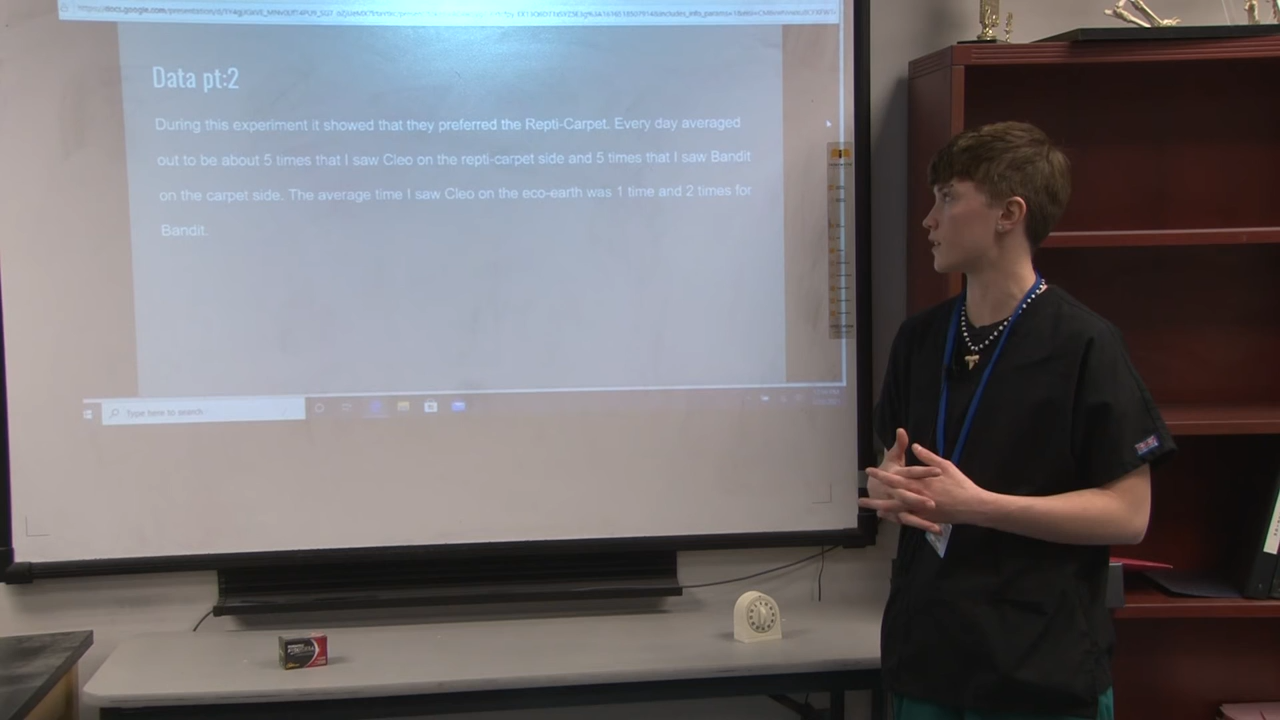 Data pt:2
During this experiment it showed that they preferred the Repti-Carpet. Every day averaged
out to be about 5 times that I saw Cleo on the repti-carpet side and 5 times that I saw Bandit
on the carpet side. The average time I saw Cleo on the eco-earth was 1 time and 2 times for
Bandit.
Type here to search